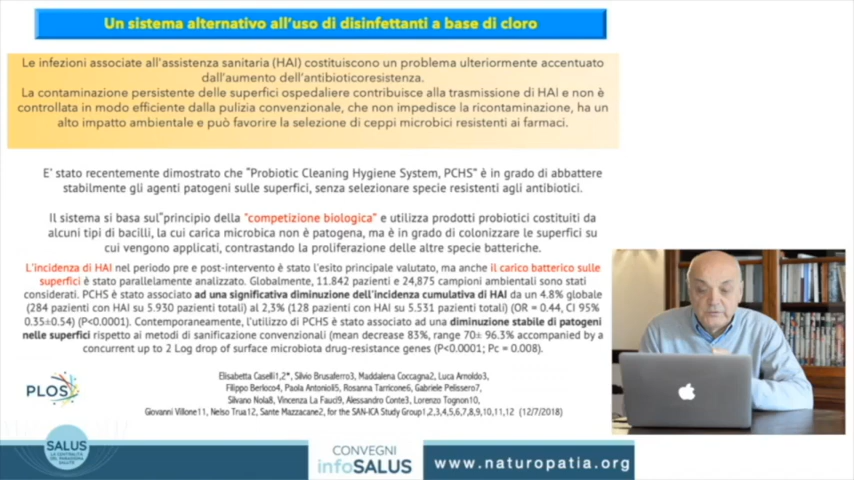 Un sistema alternativo all'uso di disinfettanti a base di cloro
Le infezioni associate all'assistenza sanitaria (HAI) costituiscono un problema ulteriormente accentuato
dall'aumento dell'antibioticoresistenza.
La contaminazione persistente delle superfici ospedaliere contribuisce alla trasmissione di HAI e non è
controllata in modo efficiente dalla pulizia convenzionale, che non impedisce la ricontaminazione, ha un
alto impatto ambientale e può favorire la selezione di ceppi microbici resistenti ai farmaci.
E' stato recentemente dimostrato che "Probiotic Cleaning Hygiene System, PCHS" è in grado di abbattere
stabilmente gli agenti patogeni sulle superfici, senza selezionare specie resistenti agli antibiotici.
Il sistema si basa sul"principio della "competizione biologica" e utilizza prodotti probiotici costituiti da
alcuni tipi di bacilli, la cui carica microbica non è patogena, ma è in grado di colonizzare le superfici su
cui vengono applicati, contrastando la proliferazione delle altre specie batteriche.
L'incidenza di HAI nel periodo pre e post-intervento è stato l'esito principale valutato, ma anche il carico batterico sulle
superfici è stato parallelamente analizzato. Globalmente, 11.842 pazienti e 24,875 campioni ambientali sono stati
considerati. PCHS è stato associato ad una significativa diminuzione dell'incidenza cumulativa di HAI da un 4.8% globale
(284 pazienti con HAI su 5.930 pazienti totali) al 2,3% (128 pazienti con HAI su 5.531 pazienti totali) (OR = 0.44, CI 95%
0.35±0.54) (P<0.0001). Contemporaneamente, l'utilizzo di PCHS è stato associato ad una diminuzione stabile di patogeni
nelle superfici rispetto ai metodi di sanificazione convenzionali (mean decrease 83%, range 70± 96.3% accompanied by a
concurrent up to 2 Log drop of surface microbiota drug-resistance genes (P<0.0001; Pc = 0.008).
PLOS
Elisabetta Caselli1,2*, Silvio Brusaferro3, Maddalena Coccagna2, Luca Arnoldo3,
Filippo Berloco4, Paola Antonioli5, Rosanna Tarricone6, Gabriele Pelissero7,
Silvano Nola8, Vincenza La Fauci9, Alessandro Conte3, Lorenzo Tognon10,
Giovanni Villone11, Neiso Trua12, Sante Mazzacane2, for the SAN-ICA Study Group1,2,3,4,5,6,7,8,9,10,11,12 (12/7/2018)
SALUS
LA CENTRALITÀ
DEL PARADIGMA
SALUTE
CONVEGNI
infoSALUS
www.naturopatia.org